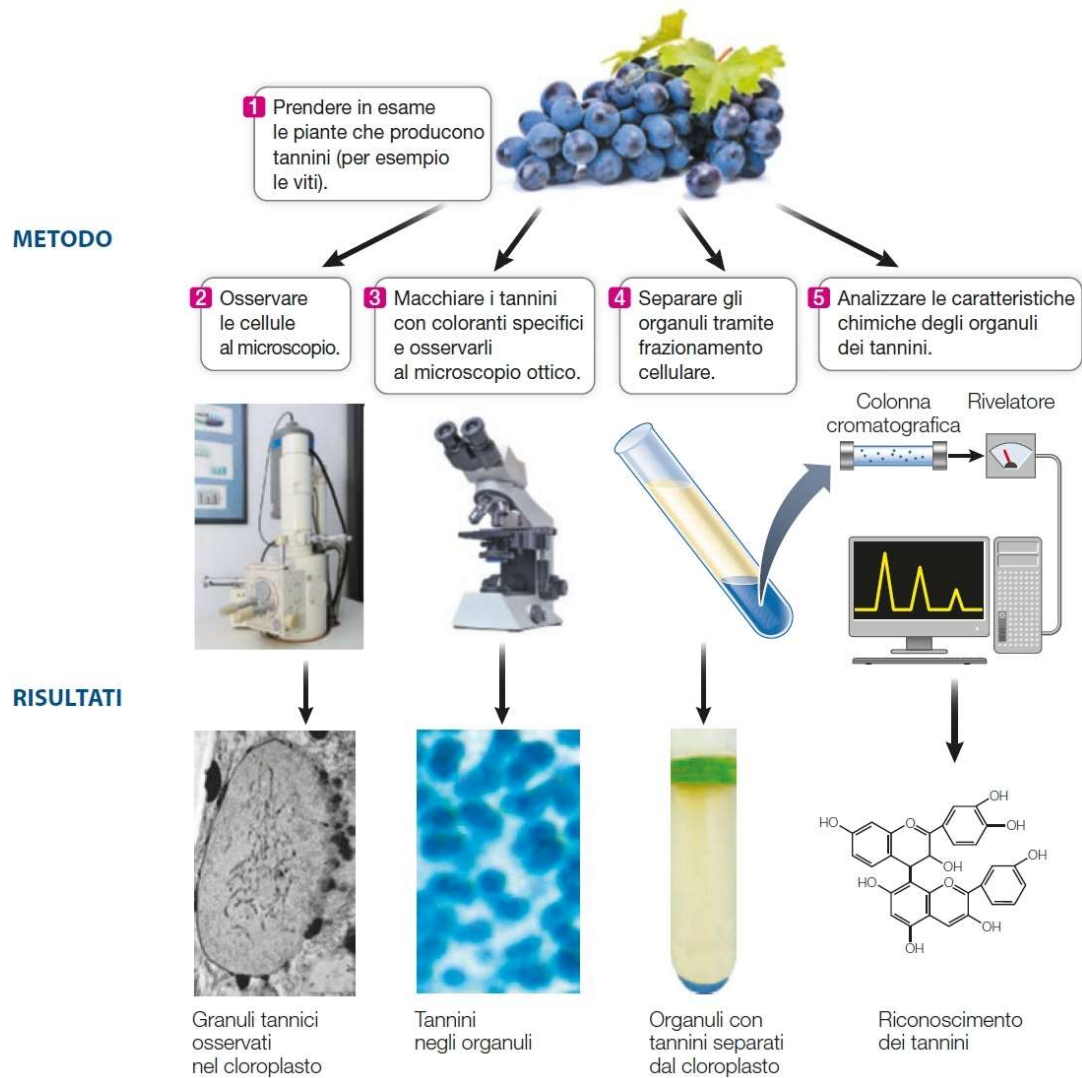 1 Prendere in esame
le piante che producono
tannini (per esempio
le viti).
METODO
2 Osservare
le cellule
al microscopio.
3 Macchiare i tannini
con coloranti specifici
e osservarli
al microscopio ottico.
4 Separare gli
organuli tramite
frazionamento
cellulare.
5 Analizzare le caratteristiche
chimiche degli organuli
dei tannini.
Colonna
cromatografica
Rivelatore
RISULTATI
OH
HO
O
OH
OH
OH
HO
O
OH
OH
Granuli tannici
osservati
nel cloroplasto
Tannini
negli organuli
Organuli con
tannini separati
dal cloroplasto
Riconoscimento
dei tannini